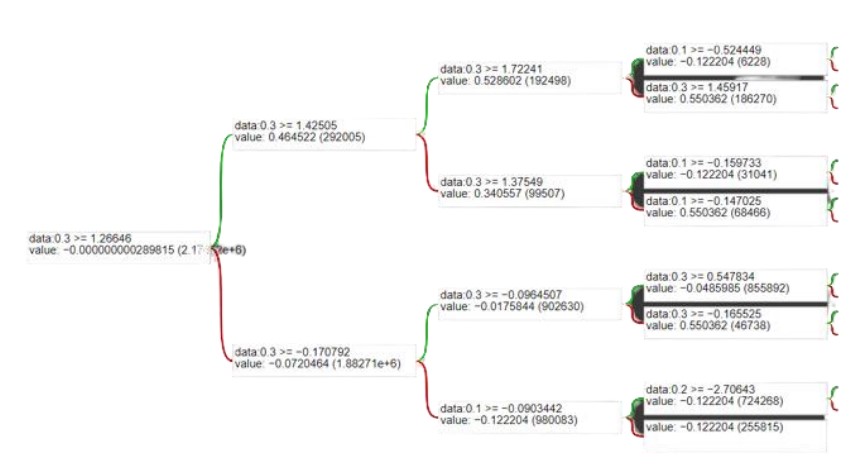 data:0.1 >= −0.524449
value: −0.122204 (6228)
data:0.3 >= 1.72241
value: 0.528602 (192498)
data:0.3 >= 1.45917
value: 0.550362 (186270)
data:0.3 >= 1.42505
value: 0.464522 (292005)
data:0.1 >= −0.159733
value: −0.122204 (31041)
data:0.3 >= 1.37549
value: 0.340557 (99507)
data:0.1 >= −0.147025
value: 0.550362 (68466)
data:0.3 >= 1.26646
value: −0.000000000289815
data:0.3 >= 0.547834
value: −0.0485985 (855892)
data:0.3 >= −0.0964507
value: −0.0175844 (902630)
data:0.3 >= −0.165525
value: 0.550362 (46738)
data:0.3 >= −0.170792
value: −0.0720464 (1.88271e+6)
data:0.2 >= −2.70643
value: −0.122204 (724268)
data:0.1 >= −0.0903442
value: −0.122204 (980083)
value: −0.122204 (255815)